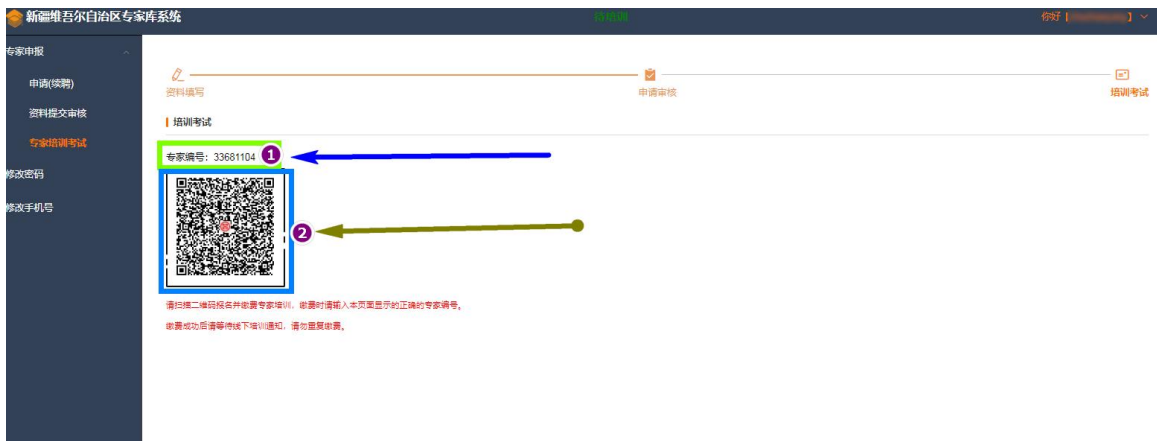 新疆维吾尔自治区专家库系统
待培训
你好【
】
专家申报
申请(续聘)
资料提交审核
专家培训考试
修改密码
修改手机号
资料填写
申请审核
培训考试
培训考试
专家编号：33681104
1
2
请扫描二维码报名并缴费专家培训，缴费时请输入本页面显示的正确的专家编号。
缴费成功后请等待线下培训通知，请勿重复缴费。